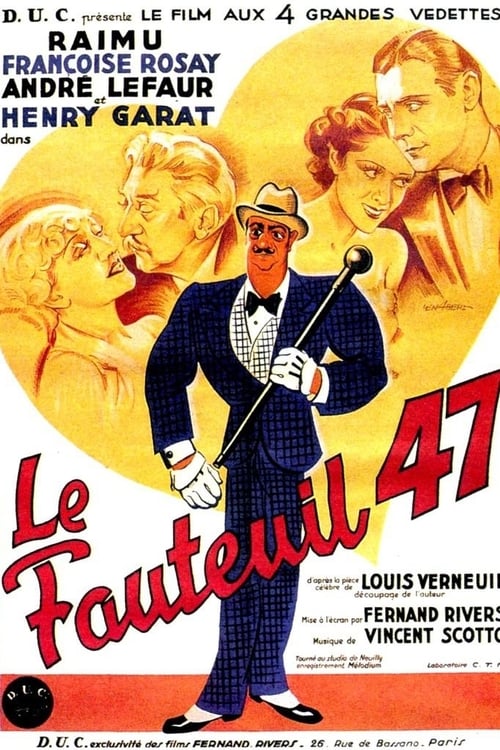 D. U. C. présente LE FILM AUX 4 GRANDES VEDETTES
RAIMU
FRANÇOISE ROSAY
ANDRÉ LEFAUR
et
HENRY GARAT
dans
Le
Fauteuil 47
d'après la pièce
célèbre de LOUIS VERNEUIL
découpage de l'auteur
Mise à l'écran par FERNAND RIVERS
Musique de VINCENT SCOTTO
Tourné au studio de Neuilly
enregistrement Mélodium
Laboratoire C. T.
D. U. C.
D. U. C. exclusivité des films FERNAND RIVERS - 26, Rue de Bassano, Paris